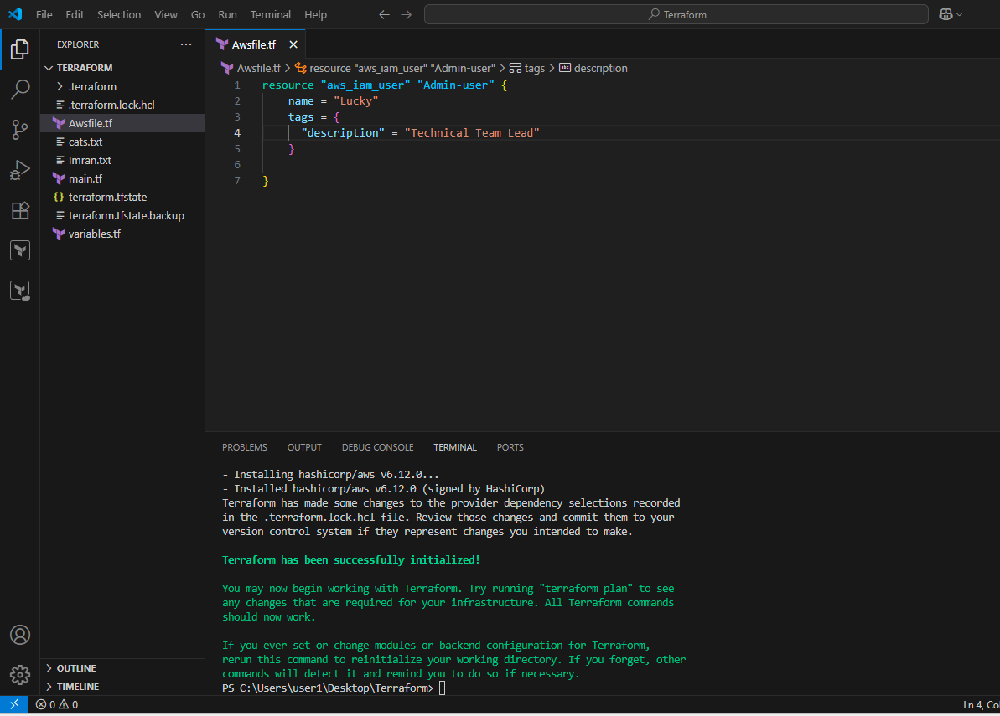 File Edit Selection View Go Run Terminal Help
Terraform
EXPLORER
TERRAFORM
.terraform
.terraform.lock.hcl
Awsfile.tf
cats.txt
Imran.txt
main.tf
terraform.tfstate
terraform.tfstate.backup
variables.tf
OUTLINE
TIMELINE
Awsfile.tf
Awsfile.tf > resource "aws_iam_user" "Admin-user" > tags > description
1 resource "aws_iam_user" "Admin-user" {
2 name = "Lucky"
3 tags = {
4 "description" = "Technical Team Lead"
5 }
6
7 }
PROBLEMS OUTPUT DEBUG CONSOLE TERMINAL PORTS
- Installing hashicorp/aws v6.12.0...
- Installed hashicorp/aws v6.12.0 (signed by HashiCorp)
Terraform has made some changes to the provider dependency selections recorded
in the .terraform.lock.hcl file. Review those changes and commit them to your
version control system if they represent changes you intended to make.
Terraform has been successfully initialized!
You may now begin working with Terraform. Try running "terraform plan" to see
any changes that are required for your infrastructure. All Terraform commands
should now work.
If you ever set or change modules or backend configuration for Terraform,
rerun this command to reinitialize your working directory. If you forget, other
commands will detect it and remind you to do so if necessary.
PS C:\Users\user1\Desktop\Terraform>
0 0
Ln 4, Co